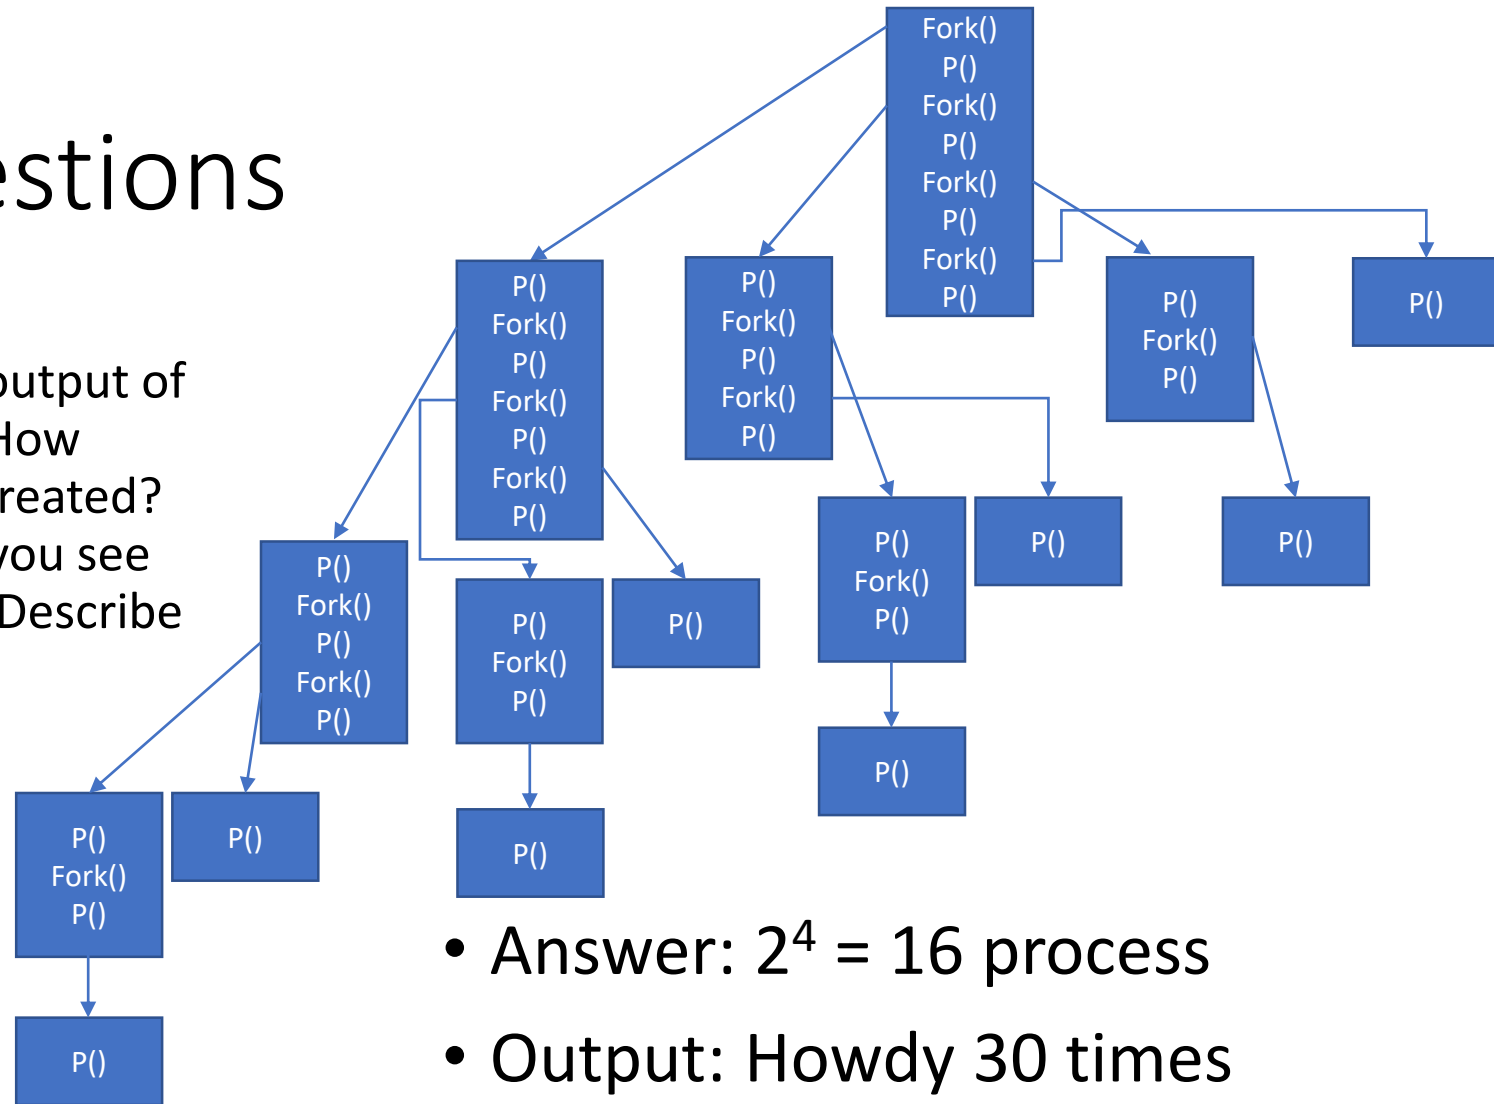 estions
output of
How
reated?
you see
Describe
Fork()
P()
Fork()
P()
Fork()
P()
Fork()
P()
P()
Fork()
P()
Fork()
P()
Fork()
P()
P()
Fork()
P()
Fork()
P()
P()
Fork()
P()
P()
P()
Fork()
P()
Fork()
P()
P()
Fork()
P()
P()
P()
Fork()
P()
P()
P()
P()
Fork()
P()
P()
P()
P()
P()
• Answer: 2⁴ = 16 process
• Output: Howdy 30 times